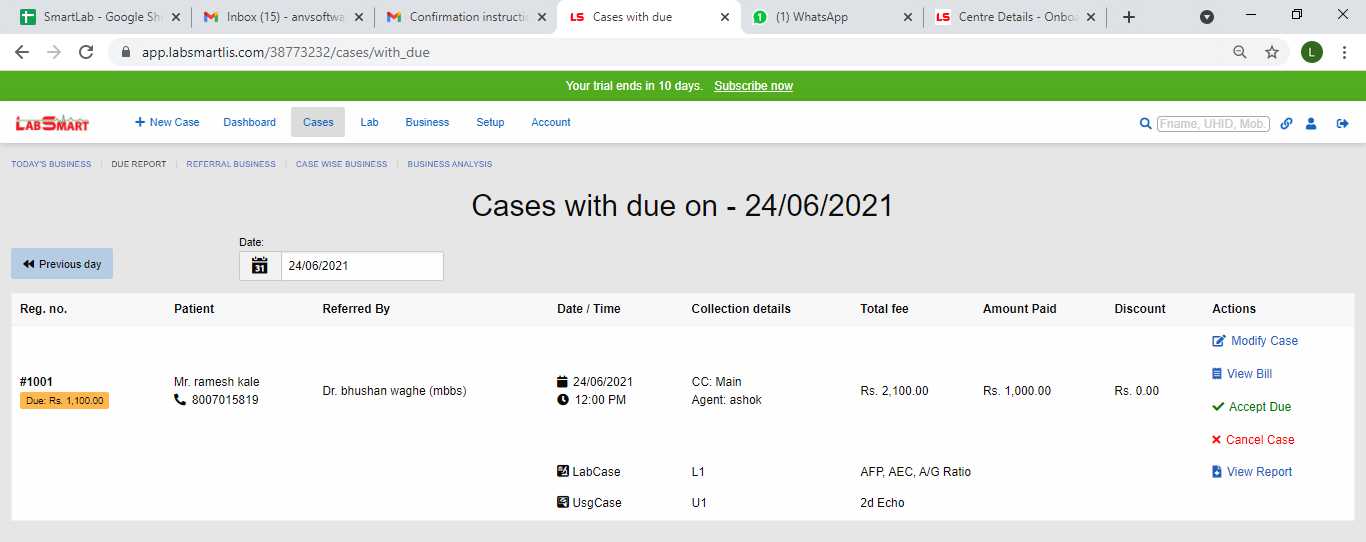 SmartLab - Google Sh
Inbox (15) - anvsoftwa
Confirmation instructi
LS Cases with due
1 (1) WhatsApp
LS Centre Details - Onboa
app.labsmartlis.com/38773232/cases/with_due
L
Your trial ends in 10 days. Subscribe now
LABSMART
+ New Case Dashboard Cases Lab Business Setup Account
Fname, UHID, Mob.
TODAY'S BUSINESS | DUE REPORT | REFERRAL BUSINESS | CASE WISE BUSINESS | BUSINESS ANALYSIS
Cases with due on - 24/06/2021
Date:
Previous day 31 24/06/2021
Reg. no. Patient Referred By Date / Time Collection details Total fee Amount Paid Discount Actions
Modify Case
View Bill
#1001 Mr. ramesh kale 24/06/2021 CC: Main
Dr. bhushan waghe (mbbs) Rs. 2,100.00 Rs. 1,000.00 Rs. 0.00
Due: Rs. 1,100.00 8007015819 12:00 PM Agent: ashok
Accept Due
Cancel Case
LabCase L1 AFP, AEC, A/G Ratio View Report
UsgCase U1 2d Echo